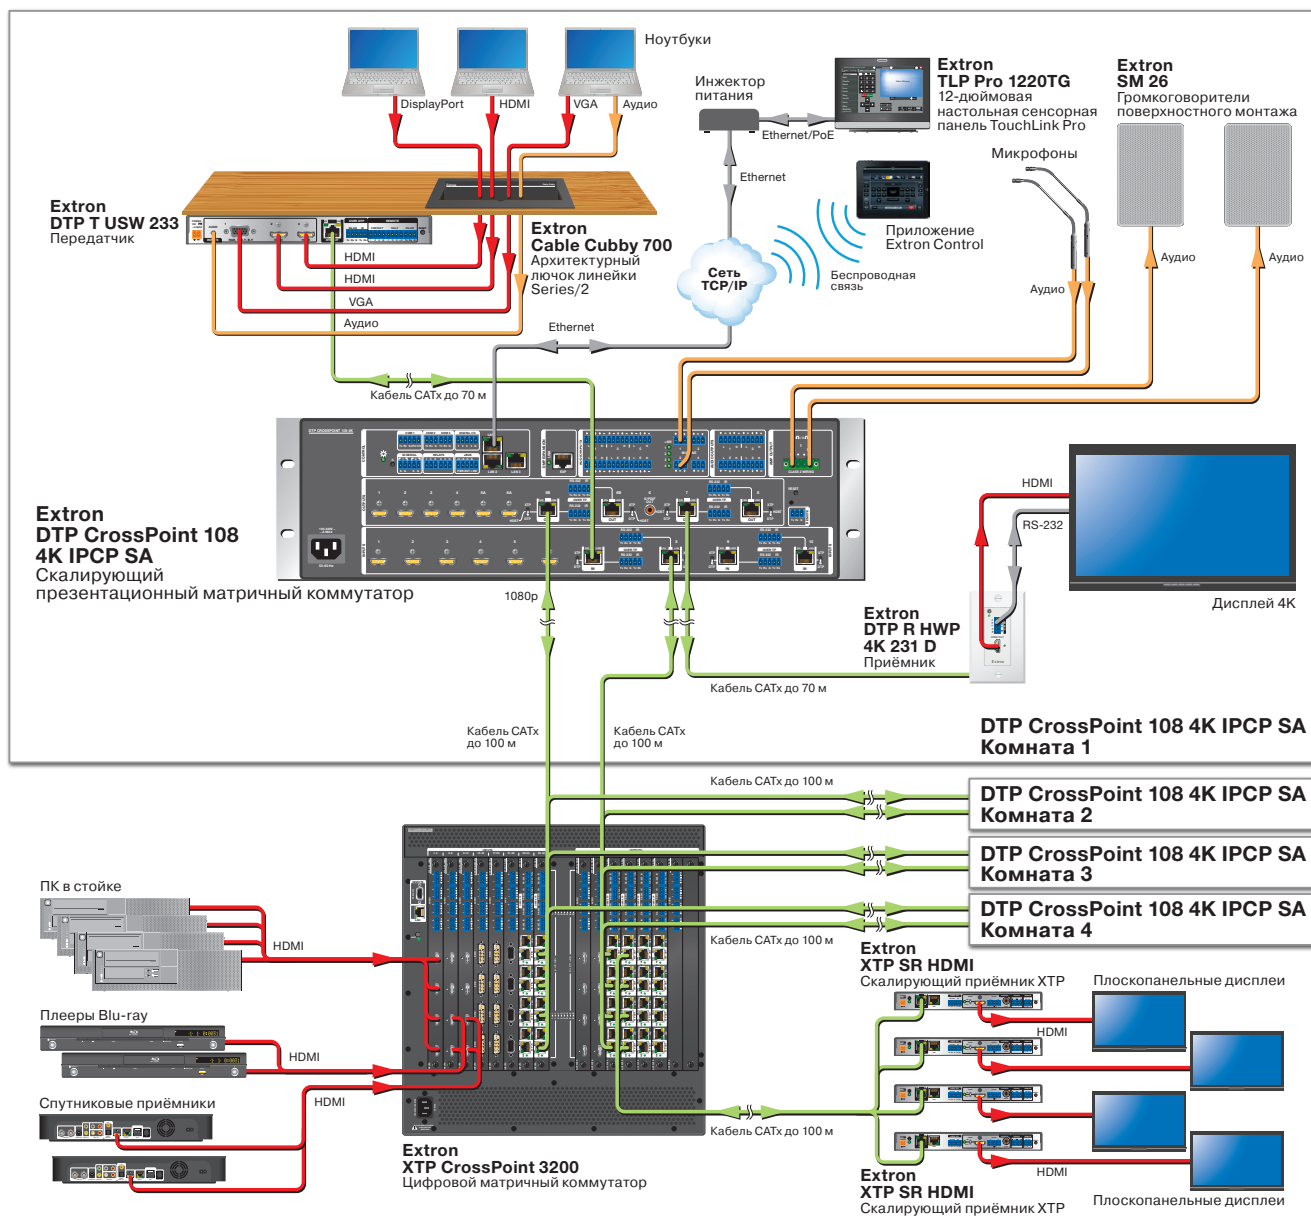 Ноутбуки
DisplayPort
HDMI
VGA
Аудио
Инжектор
питания
Extron
TLP Pro 1220TG
12-дюймовая
настольная сенсорная
панель TouchLink Pro
Ethernet/PoE
Extron
SM 26
Громкоговорители
поверхностного монтажа
Микрофоны
Ethernet
Extron
DTP T USW 233
Передатчик
Extron
Cable Cubby 700
Архитектурный
лючок линейки
Series/2
Приложение
Extron Control
Сеть
TCP/IP
Беспроводная
связь
Аудио
Аудио
Аудио
HDMI
HDMI
VGA
Аудио
Ethernet
Кабель CATx до 70 м
DTP CROSSPOINT 108 4K
Extron
DTP CrossPoint 108
4K IPCP SA
Скалирующий
презентационный матричный коммутатор
1080p
HDMI
RS-232
Дисплей 4K
Extron
DTP R HWP
4K 231 D
Приёмник
Extron
Кабель CATx до 70 м
Кабель CATx
до 100 м
Кабель CATx
до 100 м
DTP CrossPoint 108 4K IPCP SA
Комната 1
Кабель CATx до 100 м
DTP CrossPoint 108 4K IPCP SA
Комната 2
DTP CrossPoint 108 4K IPCP SA
Комната 3
DTP CrossPoint 108 4K IPCP SA
Комната 4
Кабель CATx до 100 м
ПК в стойке
HDMI
Плееры Blu-ray
HDMI
Спутниковые приёмники
HDMI
Extron
XTP CrossPoint 3200
Цифровой матричный коммутатор
Extron
XTP SR HDMI
Скалирующий приёмник XTP
Плоскопанельные дисплеи
HDMI
Кабель CATx до 100 м
HDMI
Extron
XTP SR HDMI
Скалирующий приёмник XTP
Плоскопанельные дисплеи